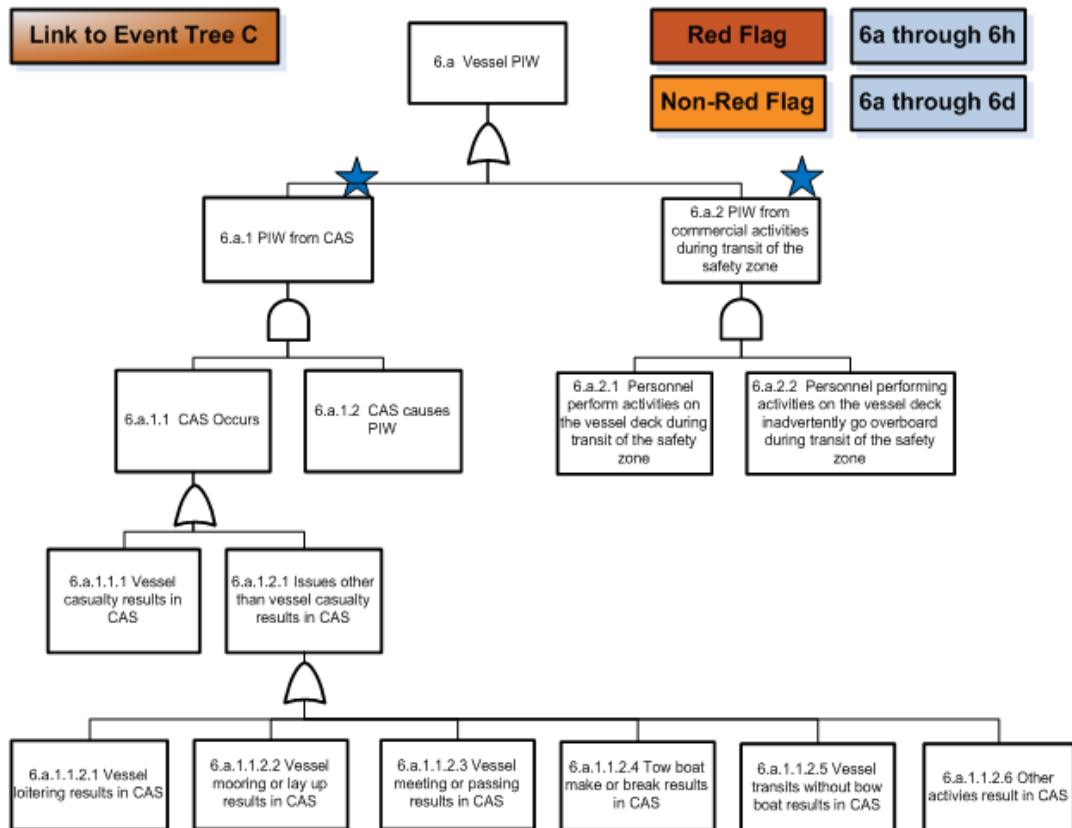 Link to Event Tree C
6.a Vessel PIW
Red Flag
6a through 6h
Non-Red Flag
6a through 6d
6.a.1 PIW from CAS
6.a.2 PIW from
commercial activities
during transit of the
safety zone
6.a.1.1 CAS Occurs
6.a.1.2 CAS causes
PIW
6.a.2.1 Personnel
perform activities on
the vessel deck during
transit of the safety
zone
6.a.2.2 Personnel performing
activities on the vessel deck
inadvertently go overboard
during transit of the safety
zone
6.a.1.1.1 Vessel
casualty results in
CAS
6.a.1.2.1 Issues other
than vessel casualty
results in CAS
6.a.1.1.2.1 Vessel
loitering results in CAS
6.a.1.1.2.2 Vessel
mooring or lay up
results in CAS
6.a.1.1.2.3 Vessel
meeting or passing
results in CAS
6.a.1.1.2.4 Tow boat
make or break results
in CAS
6.a.1.1.2.5 Vessel
transits without bow
boat results in CAS
6.a.1.1.2.6 Other
activies result in CAS